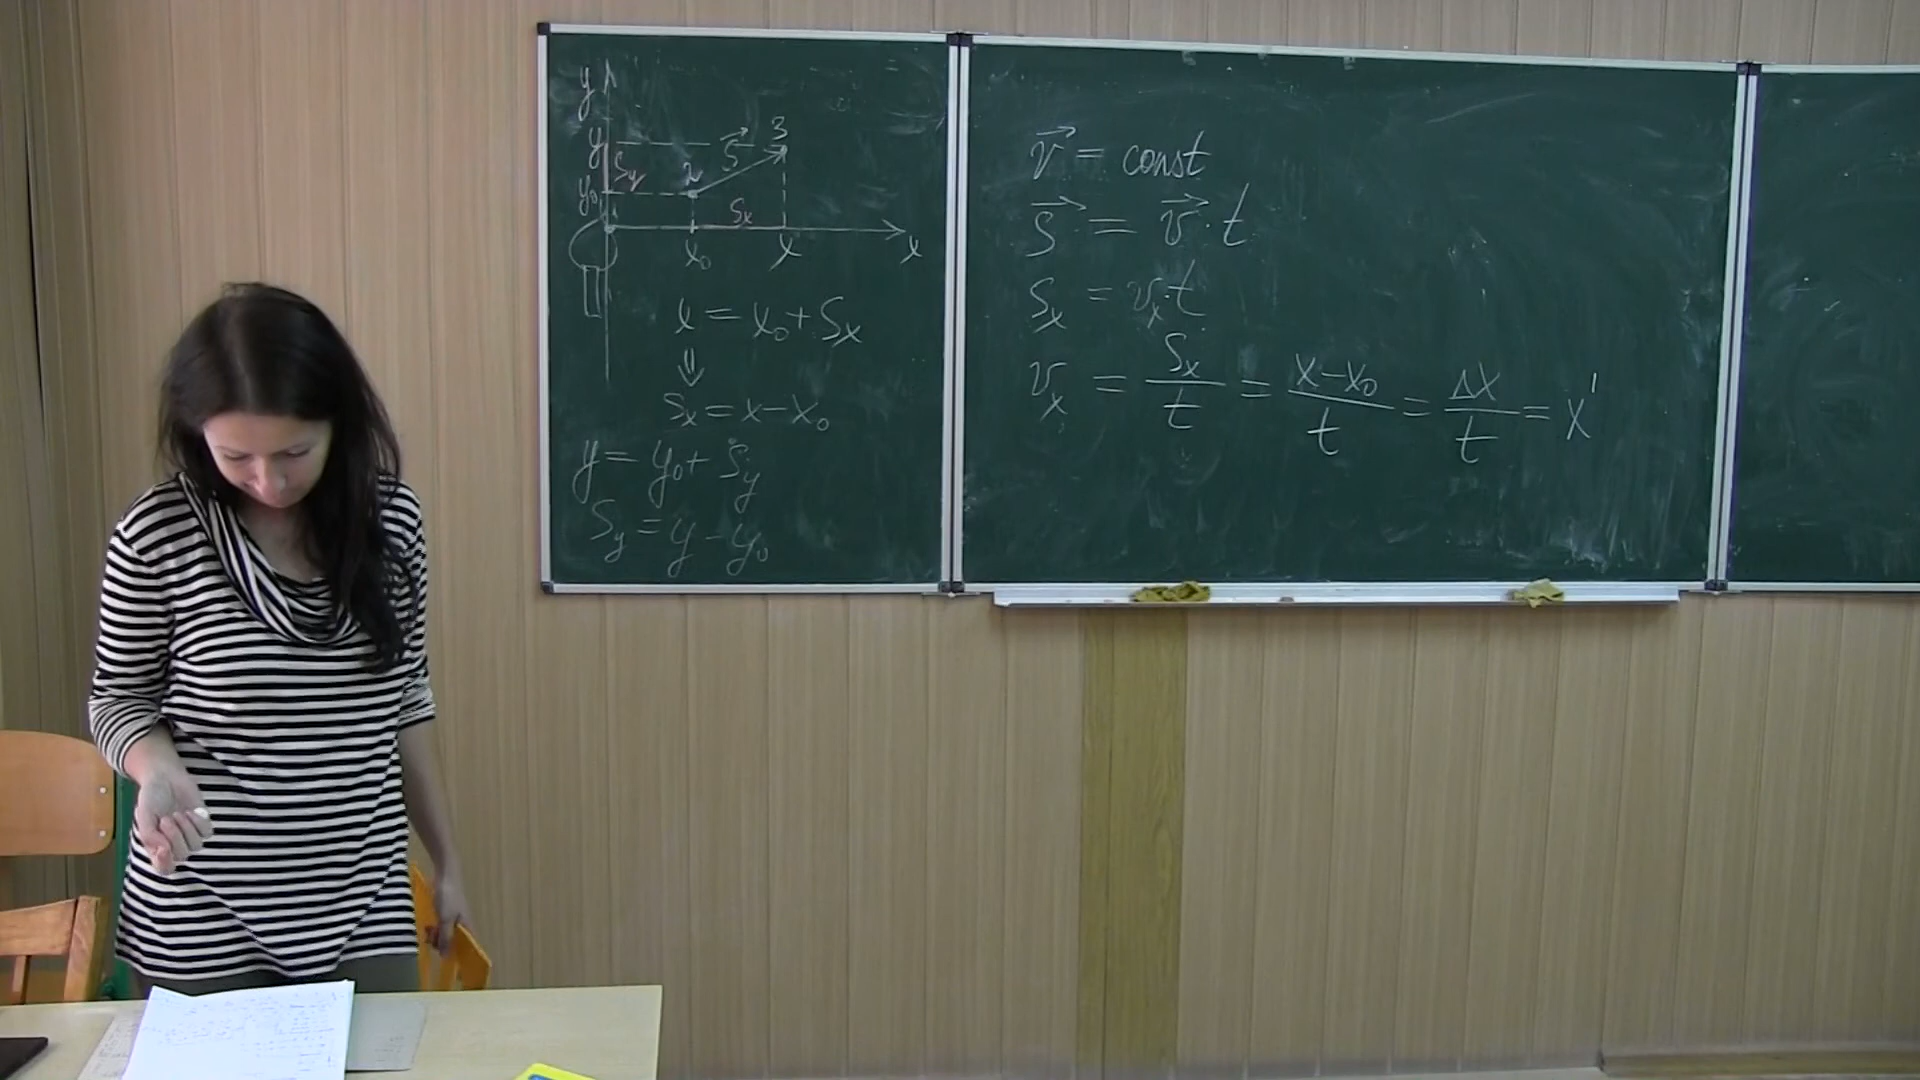 y
y
S⃗
3
S_y
2
y₀
S_x
x₀ x x
x = x₀ + S_x
⇓
S_x = x − x₀
y = y₀ + S_y
S_y = y − y₀
v⃗ = const
S⃗ = v⃗ · t
S_x = v_x · t
v_x = S_x/t = x−x₀/t = Δx/t = x'